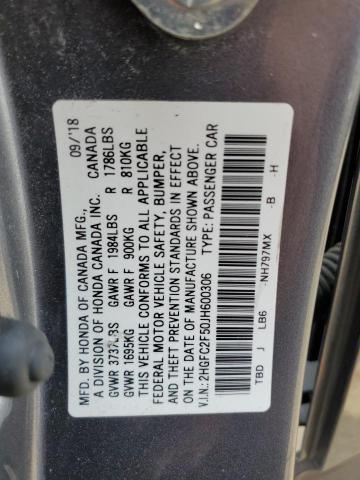 MFD. BY HONDA OF CANADA MFG., 09/'18
A DIVISION OF HONDA CANADA INC. CANADA
GVWR 3737LBS GAWR F 1984LBS R 1786LBS
GVWR 1695KG GAWR F 900KG R 810KG
THIS VEHICLE CONFORMS TO ALL APPLICABLE
FEDERAL MOTOR VEHICLE SAFETY, BUMPER,
AND THEFT PREVENTION STANDARDS IN EFFECT
ON THE DATE OF MANUFACTURE SHOWN ABOVE.
V.I.N.: 2HGFC2F50JH600306 TYPE: PASSENGER CAR
TBD J LB6 -NH797MX -B -H